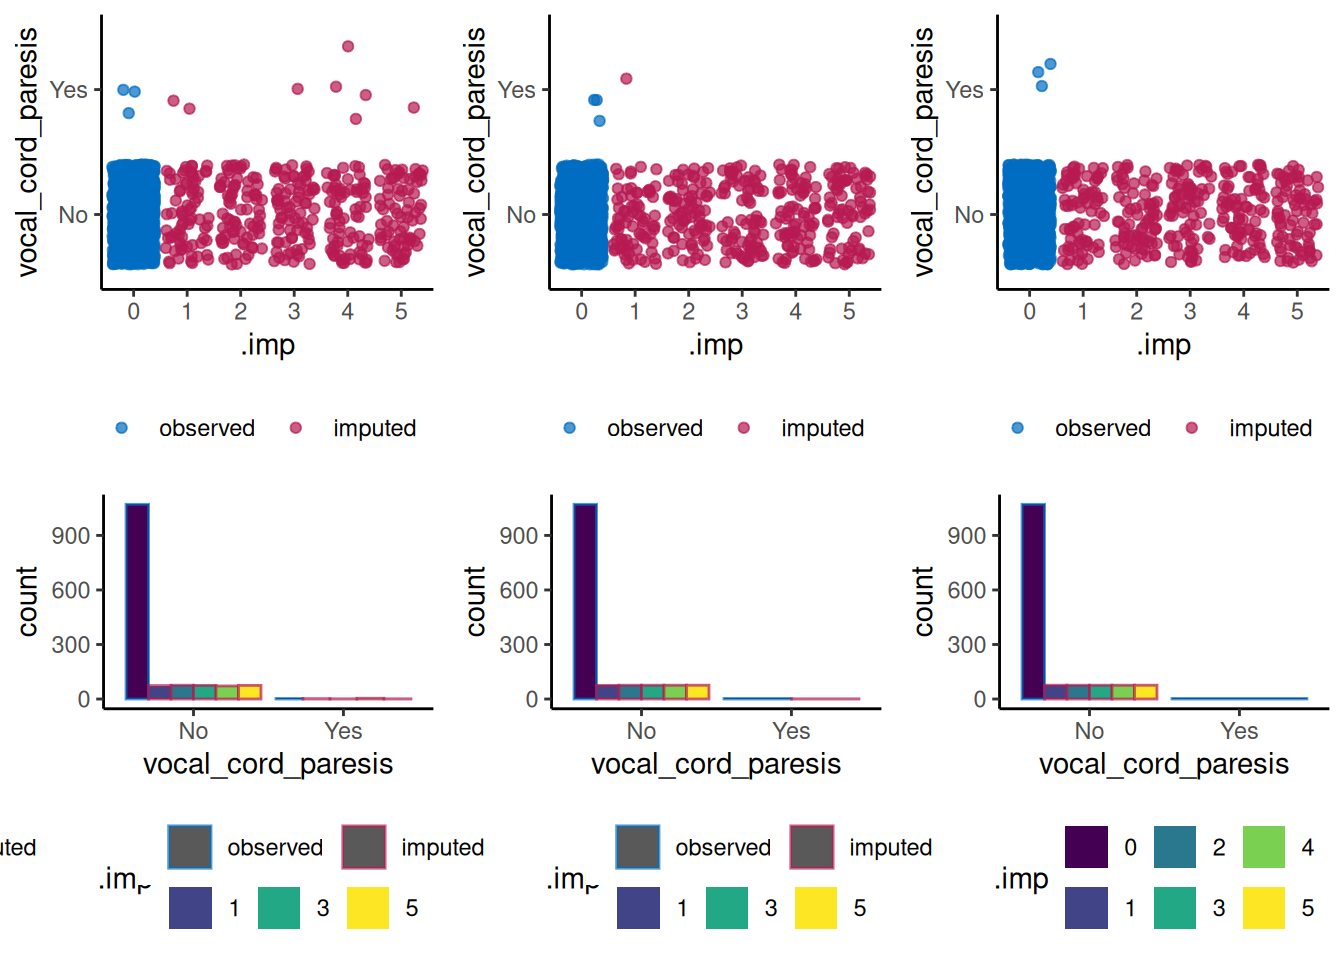 vocal_cord_paresis
Yes
No
0 1 2 3 4 5
.imp
observed imputed
vocal_cord_paresis
Yes
No
0 1 2 3 4 5
.imp
observed imputed
vocal_cord_paresis
Yes
No
0 1 2 3 4 5
.imp
observed imputed
count
900
600
300
0
No Yes
vocal_cord_paresis
count
900
600
300
0
No Yes
vocal_cord_paresis
count
900
600
300
0
No Yes
vocal_cord_paresis
observed imputed
.imp
1 3 5
observed imputed
.imp
1 3 5
.imp
0 2 4
1 3 5